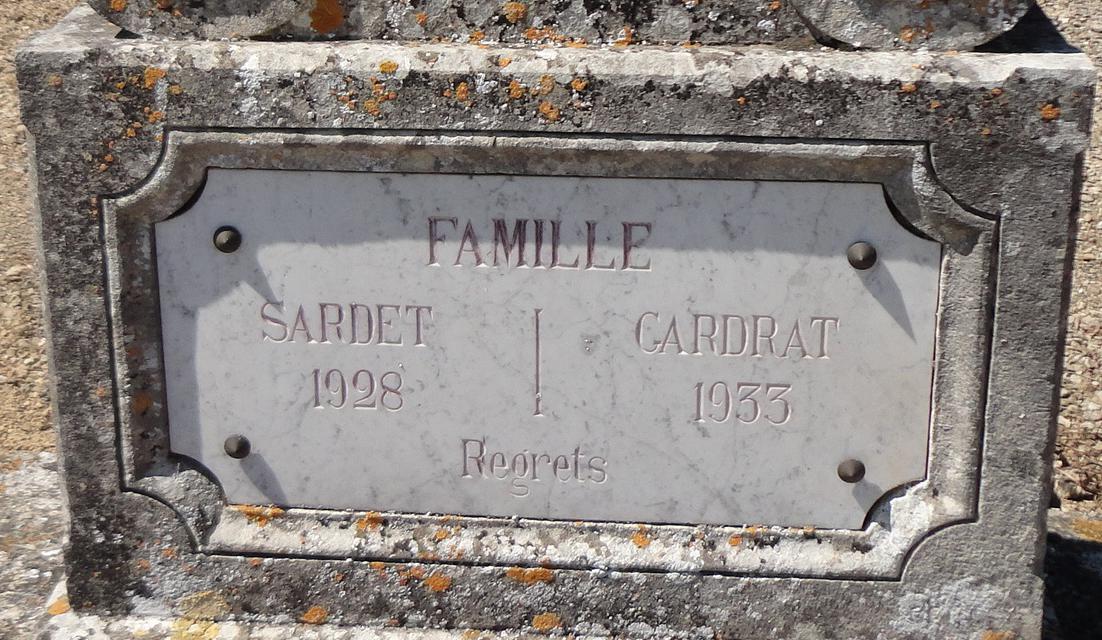 FAMILLE
SARDET | CARDRAT
1928 1933
Regrets